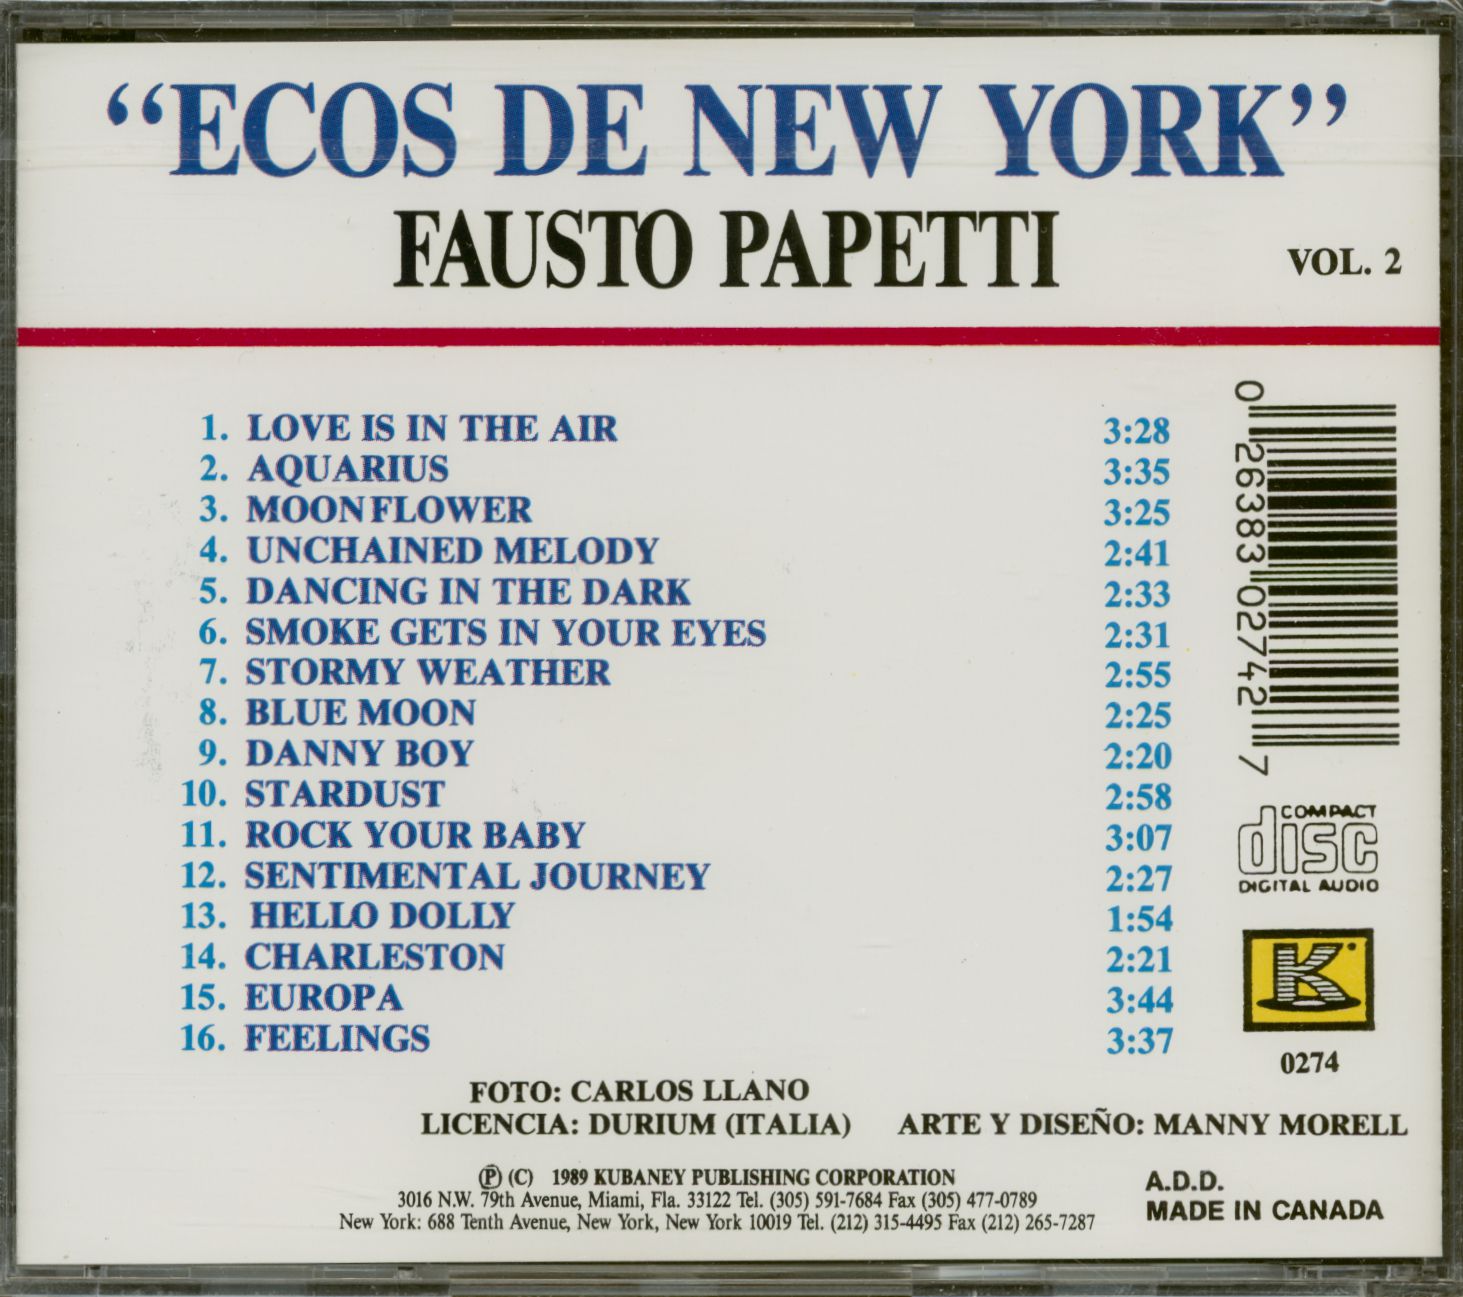 “ECOS DE NEW YORK”
FAUSTO PAPETTI
VOL. 2
1. LOVE IS IN THE AIR 3:28
2. AQUARIUS 3:35
3. MOONFLOWER 3:25
4. UNCHAINED MELODY 2:41
5. DANCING IN THE DARK 2:33
6. SMOKE GETS IN YOUR EYES 2:31
7. STORMY WEATHER 2:55
8. BLUE MOON 2:25
9. DANNY BOY 2:20
10. STARDUST 2:58
11. ROCK YOUR BABY 3:07
12. SENTIMENTAL JOURNEY 2:27
13. HELLO DOLLY 1:54
14. CHARLESTON 2:21
15. EUROPA 3:44
16. FEELINGS 3:37
0 26383 02742 7
COMPACT
disc
DIGITAL AUDIO
K
0274
FOTO: CARLOS LLANO
LICENCIA: DURIUM (ITALIA) ARTE Y DISEÑO: MANNY MORELL
Ⓟ (C) 1989 KUBANEY PUBLISHING CORPORATION
3016 N.W. 79th Avenue, Miami, Fla. 33122 Tel. (305) 591-7684 Fax (305) 477-0789
New York: 688 Tenth Avenue, New York, New York 10019 Tel. (212) 315-4495 Fax (212) 265-7287
A.D.D.
MADE IN CANADA